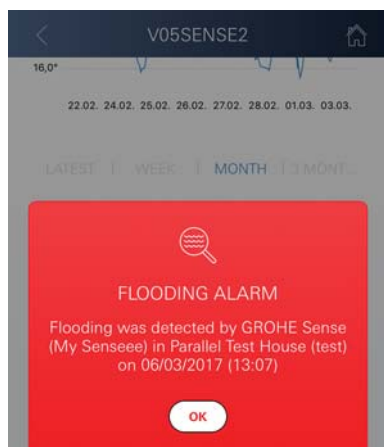 V05SENSE2
16,0°
22.02. 24.02. 25.02. 26.02. 27.02. 28.02. 01.03. 03.03.
LATEST | WEEK | MONTH | 3 MONT...
FLOODING ALARM
Flooding was detected by GROHE Sense
(My Senseee) in Parallel Test House (test)
on 06/03/2017 (13:07)
OK